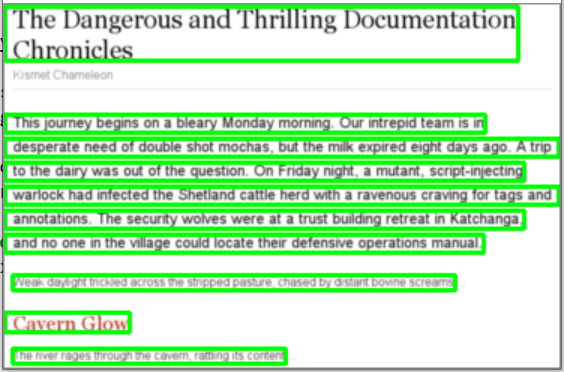 The Dangerous and Thrilling Documentation
Chronicles
Kismet Chameleon
This journey begins on a bleary Monday morning. Our intrepid team is in
desperate need of double shot mochas, but the milk expired eight days ago. A trip
to the dairy was out of the question. On Friday night, a mutant, script-injecting
warlock had infected the Shetland cattle herd with a ravenous craving for tags and
annotations. The security wolves were at a trust building retreat in Katchanga,
and no one in the village could locate their defensive operations manual.
Weak daylight trickled across the stripped pasture, chased by distant bovine screams...
Cavern Glow
The river rages through the cavern, rattling its content...